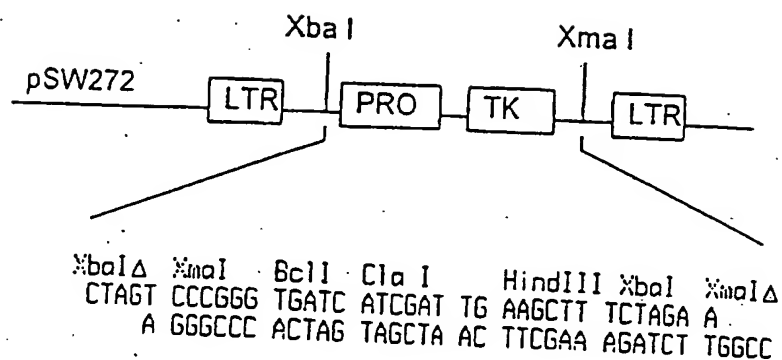 Xba I Xma I
pSW272 LTR PRO TK LTR
XbaIΔ XmaI BclI Cla I HindIII XbaI XmaIΔ
CTAGT CCCGGG TGATC ATCGAT TG AAGCTT TCTAGA A
A GGGCCC ACTAG TAGCTA AC TTCGAA AGATCT TGGCC